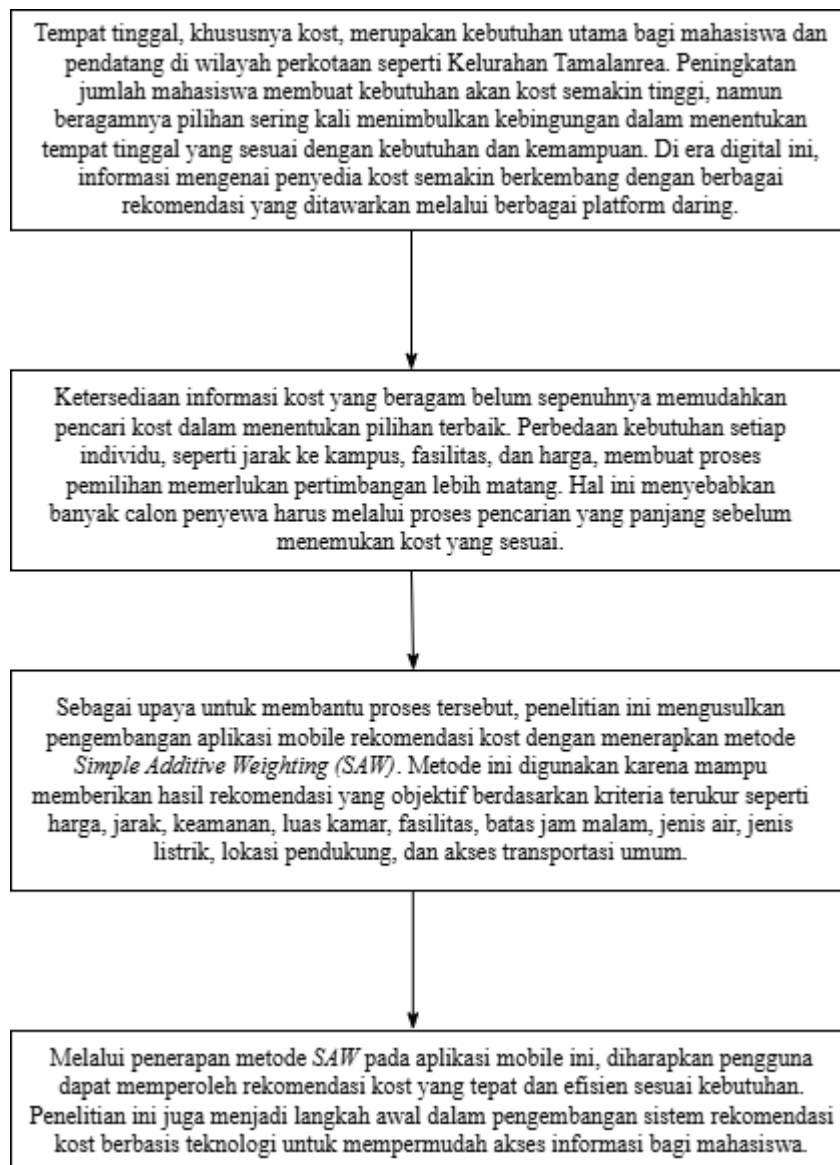 Tempat tinggal, khususnya kost, merupakan kebutuhan utama bagi mahasiswa dan
pendatang di wilayah perkotaan seperti Kelurahan Tamalanrea. Peningkatan
jumlah mahasiswa membuat kebutuhan akan kost semakin tinggi, namun
beragamnya pilihan sering kali menimbulkan kebingungan dalam menentukan
tempat tinggal yang sesuai dengan kebutuhan dan kemampuan. Di era digital ini,
informasi mengenai penyedia kost semakin berkembang dengan berbagai
rekomendasi yang ditawarkan melalui berbagai platform daring.
Ketersediaan informasi kost yang beragam belum sepenuhnya memudahkan
pencari kost dalam menentukan pilihan terbaik. Perbedaan kebutuhan setiap
individu, seperti jarak ke kampus, fasilitas, dan harga, membuat proses
pemilihan memerlukan pertimbangan lebih matang. Hal ini menyebabkan
banyak calon penyewa harus melalui proses pencarian yang panjang sebelum
menemukan kost yang sesuai.
Sebagai upaya untuk membantu proses tersebut, penelitian ini mengusulkan
pengembangan aplikasi mobile rekomendasi kost dengan menerapkan metode
Simple Additive Weighting (SAW). Metode ini digunakan karena mampu
memberikan hasil rekomendasi yang objektif berdasarkan kriteria terukur seperti
harga, jarak, keamanan, luas kamar, fasilitas, batas jam malam, jenis air, jenis
listrik, lokasi pendukung, dan akses transportasi umum.
Melalui penerapan metode SAW pada aplikasi mobile ini, diharapkan pengguna
dapat memperoleh rekomendasi kost yang tepat dan efisien sesuai kebutuhan.
Penelitian ini juga menjadi langkah awal dalam pengembangan sistem rekomendasi
kost berbasis teknologi untuk mempermudah akses informasi bagi mahasiswa.